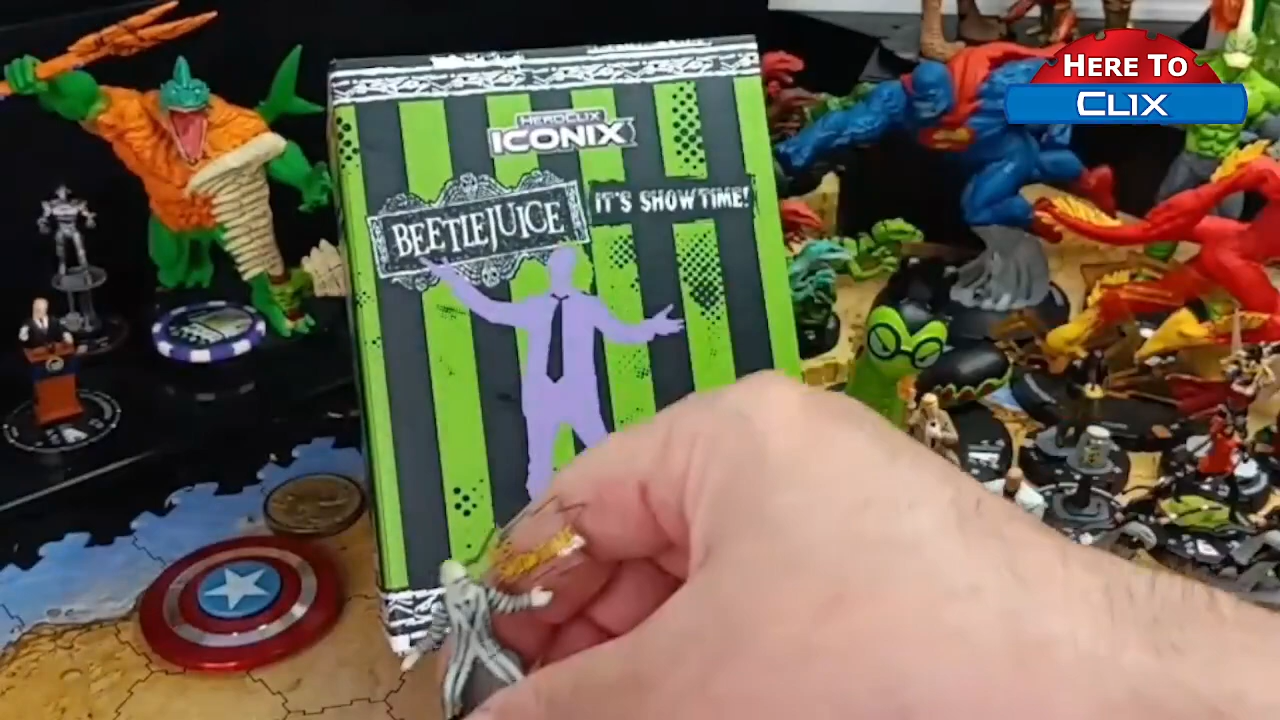 HERE TO
CLIX
HEROCLIX
ICONIX
BEETLEJUICE
IT'S SHOWTIME!